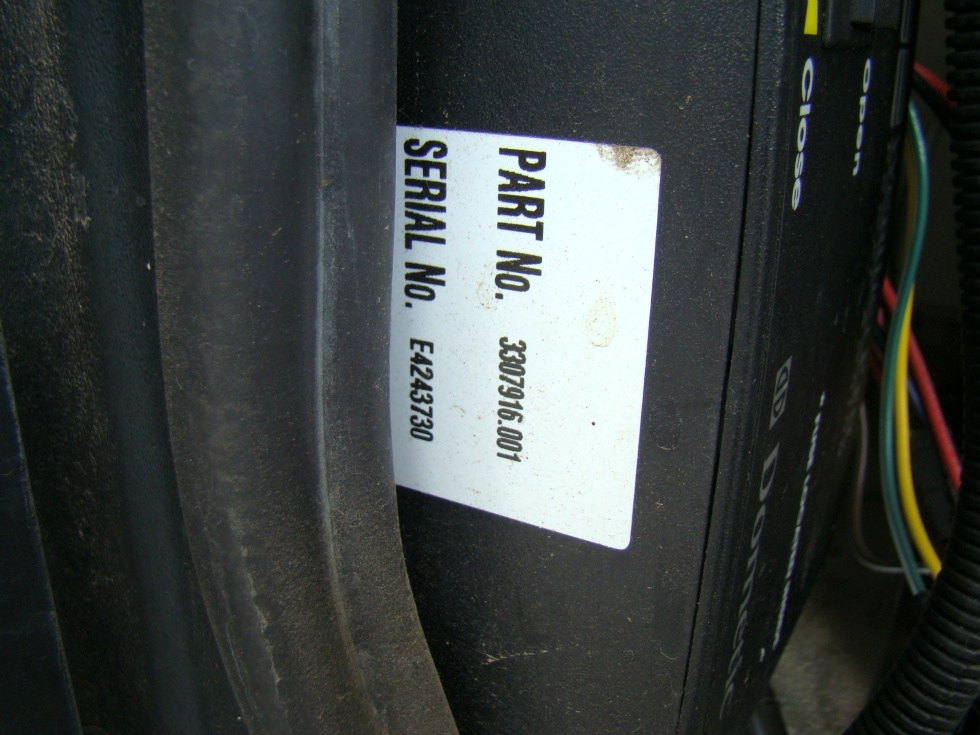 Open
Close
PART No. 3307916.001
SERIAL No. E4243730
Dometic